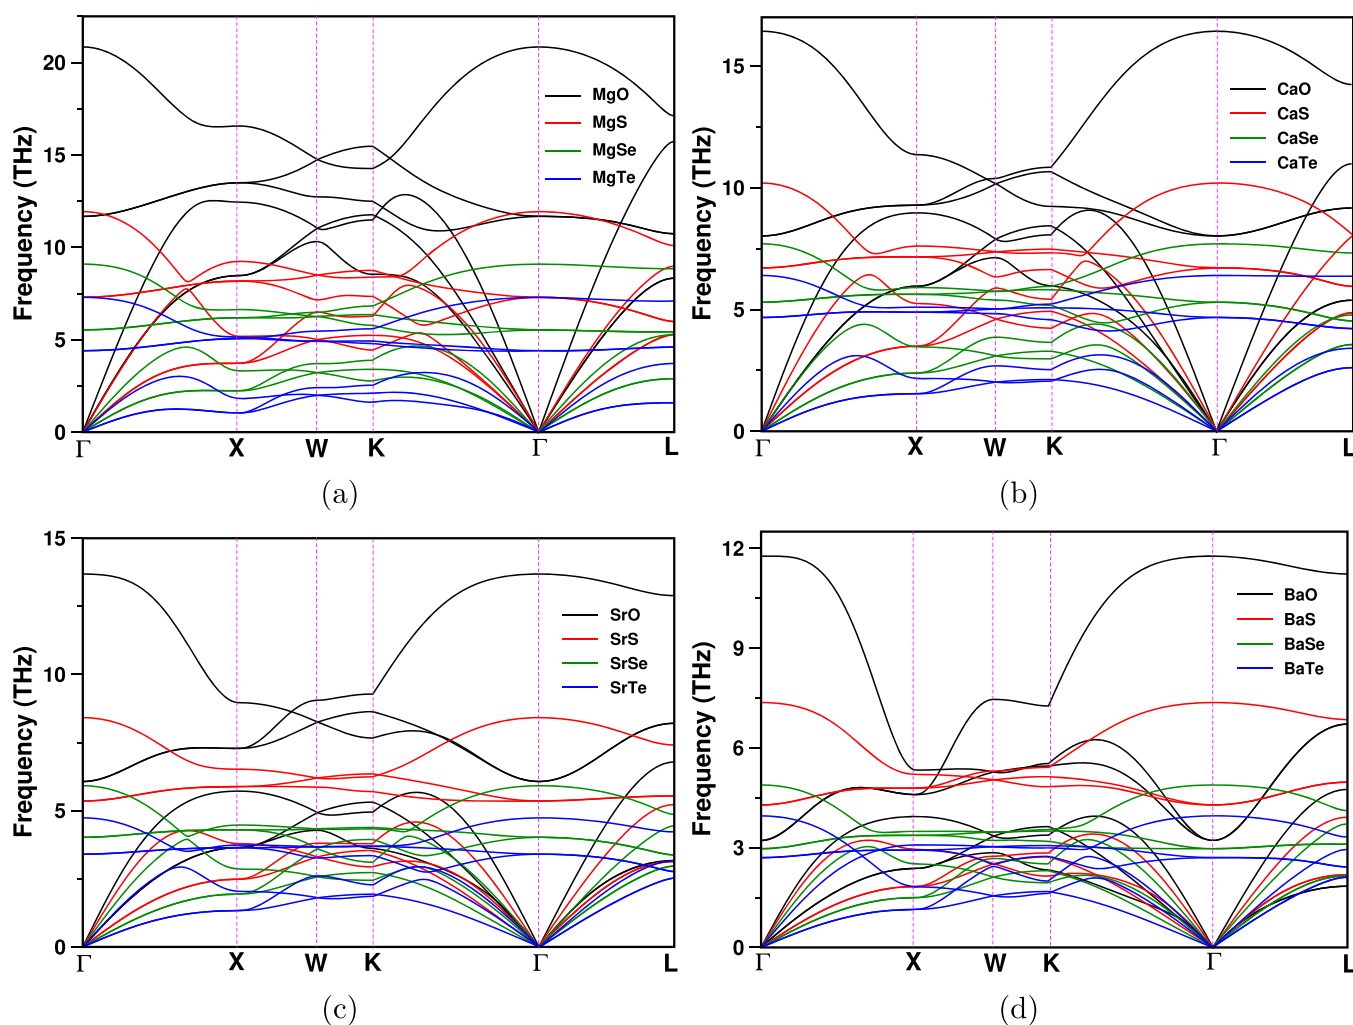 20
15
10
5
0
Frequency (THz)
MgO
MgS
MgSe
MgTe
Γ X W K Γ L
(a)
15
10
5
0
Frequency (THz)
CaO
CaS
CaSe
CaTe
Γ X W K Γ L
(b)
15
10
5
0
Frequency (THz)
SrO
SrS
SrSe
SrTe
Γ X W K Γ L
(c)
12
9
6
3
0
Frequency (THz)
BaO
BaS
BaSe
BaTe
Γ X W K Γ L
(d)